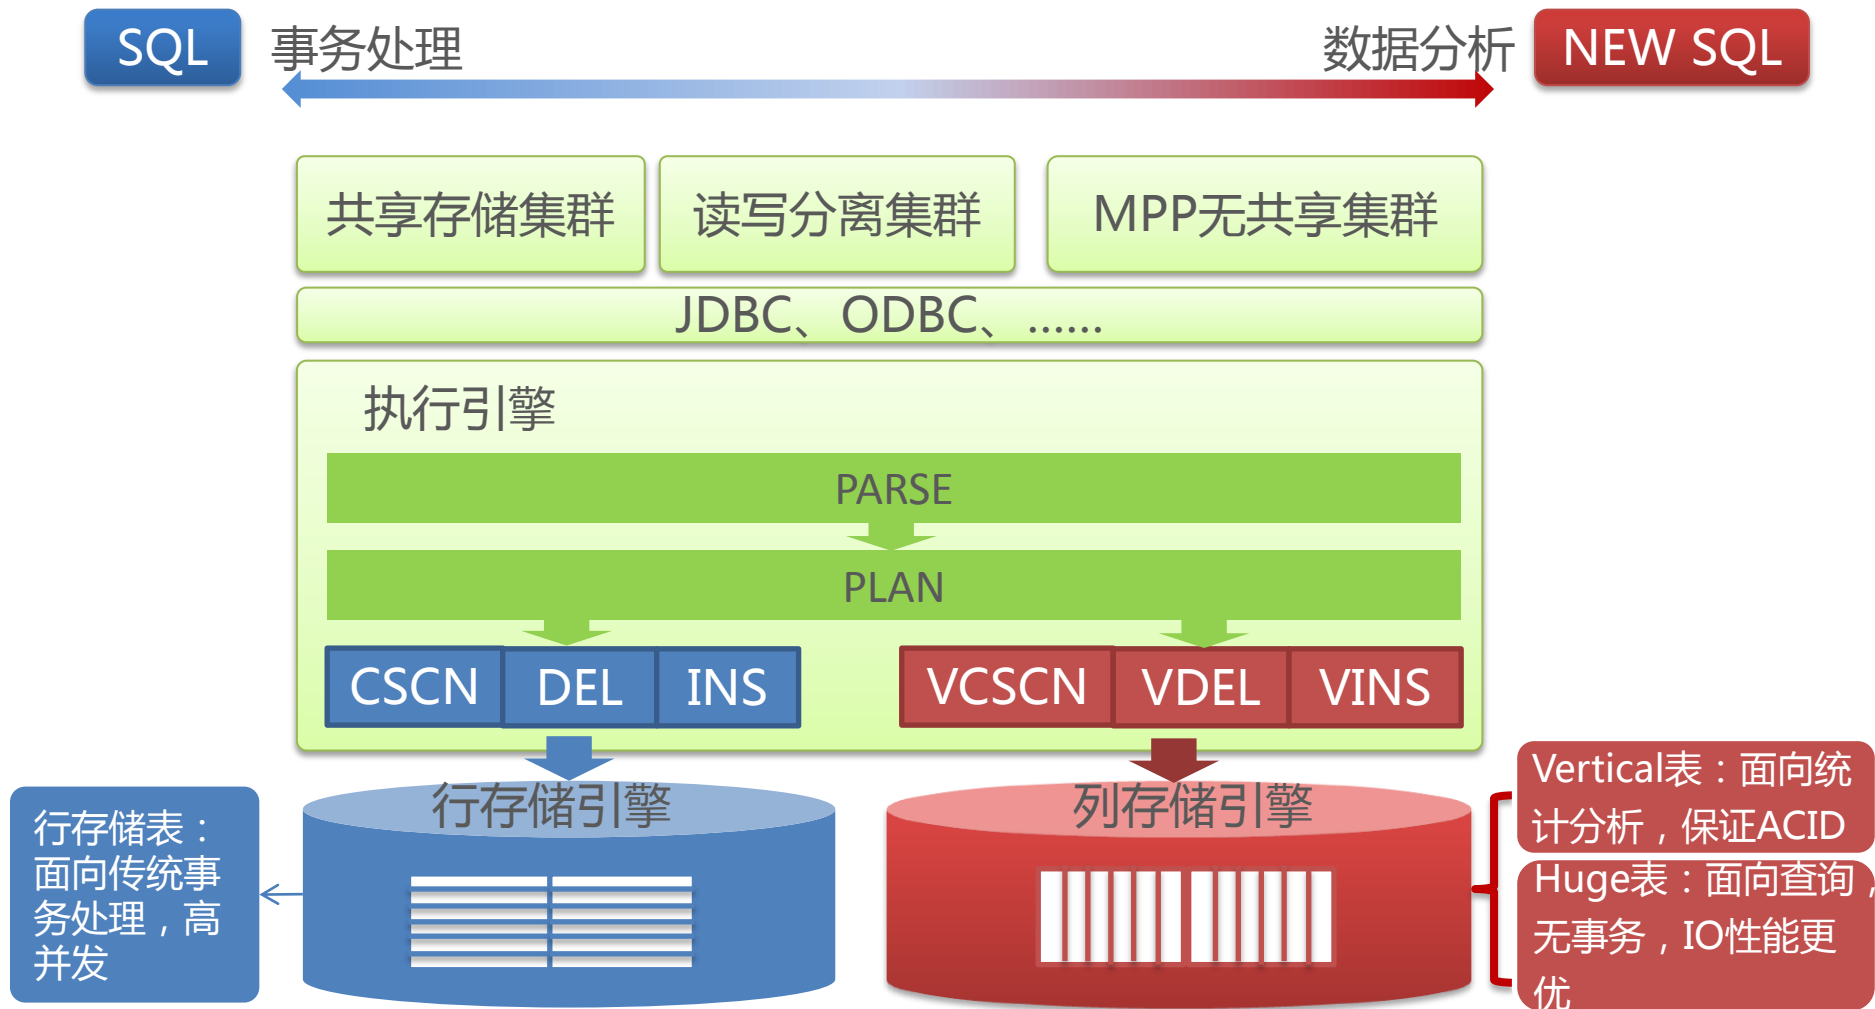 SQL
事务处理
数据分析
NEW SQL
共享存储集群
读写分离集群
MPP无共享集群
JDBC、ODBC、……
执行引擎
PARSE
PLAN
CSCN
DEL
INS
VCSCN
VDEL
VINS
行存储引擎
列存储引擎
行存储表：
面向传统事
务处理，高
并发
Vertical表：面向统
计分析，保证ACID
Huge表：面向查询，
无事务，IO性能更
优